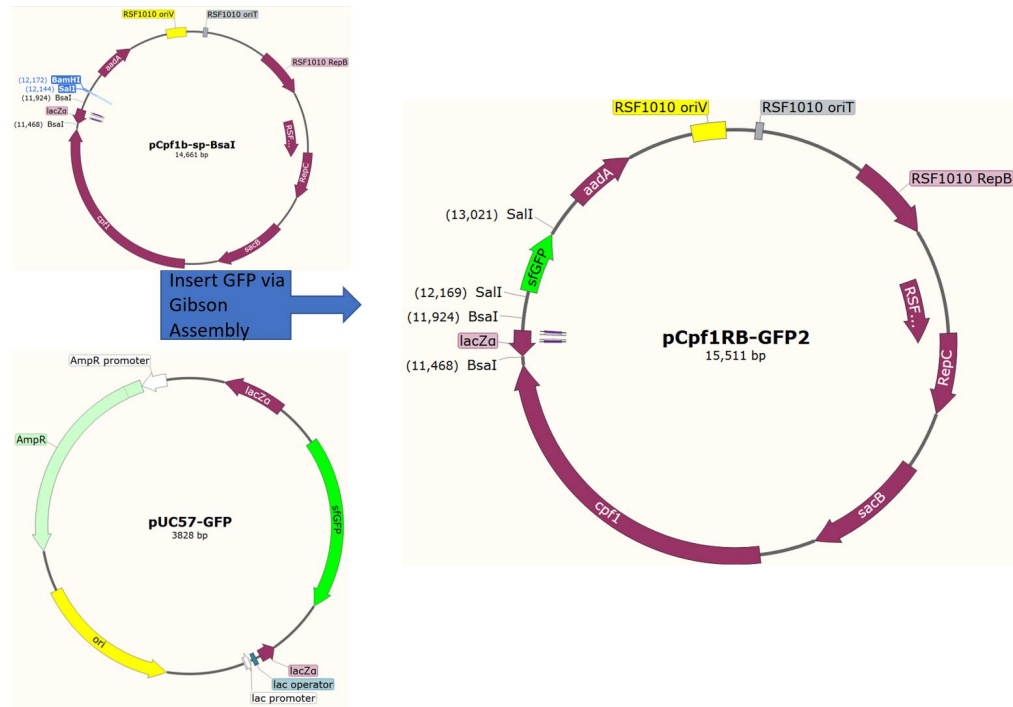 RSF1010 oriV
RSF1010 oriT
aadA
RSF1010 RepB
(12,172) BamHI
(12,144) SalI
(11,924) BsaI
lacZα
(11,468) BsaI
pCpf1b-sp-BsaI
14,661 bp
RSF...
RepC
cpf1
sacB
Insert GFP via
Gibson
Assembly
AmpR promoter
lacZα
AmpR
pUC57-GFP
3828 bp
sfGFP
ori
lacZα
lac operator
lac promoter
RSF1010 oriV
RSF1010 oriT
aadA
RSF1010 RepB
(13,021) SalI
sfGFP
(12,169) SalI
(11,924) BsaI
lacZα
(11,468) BsaI
pCpf1RB-GFP2
15,511 bp
RSF...
RepC
cpf1
sacB